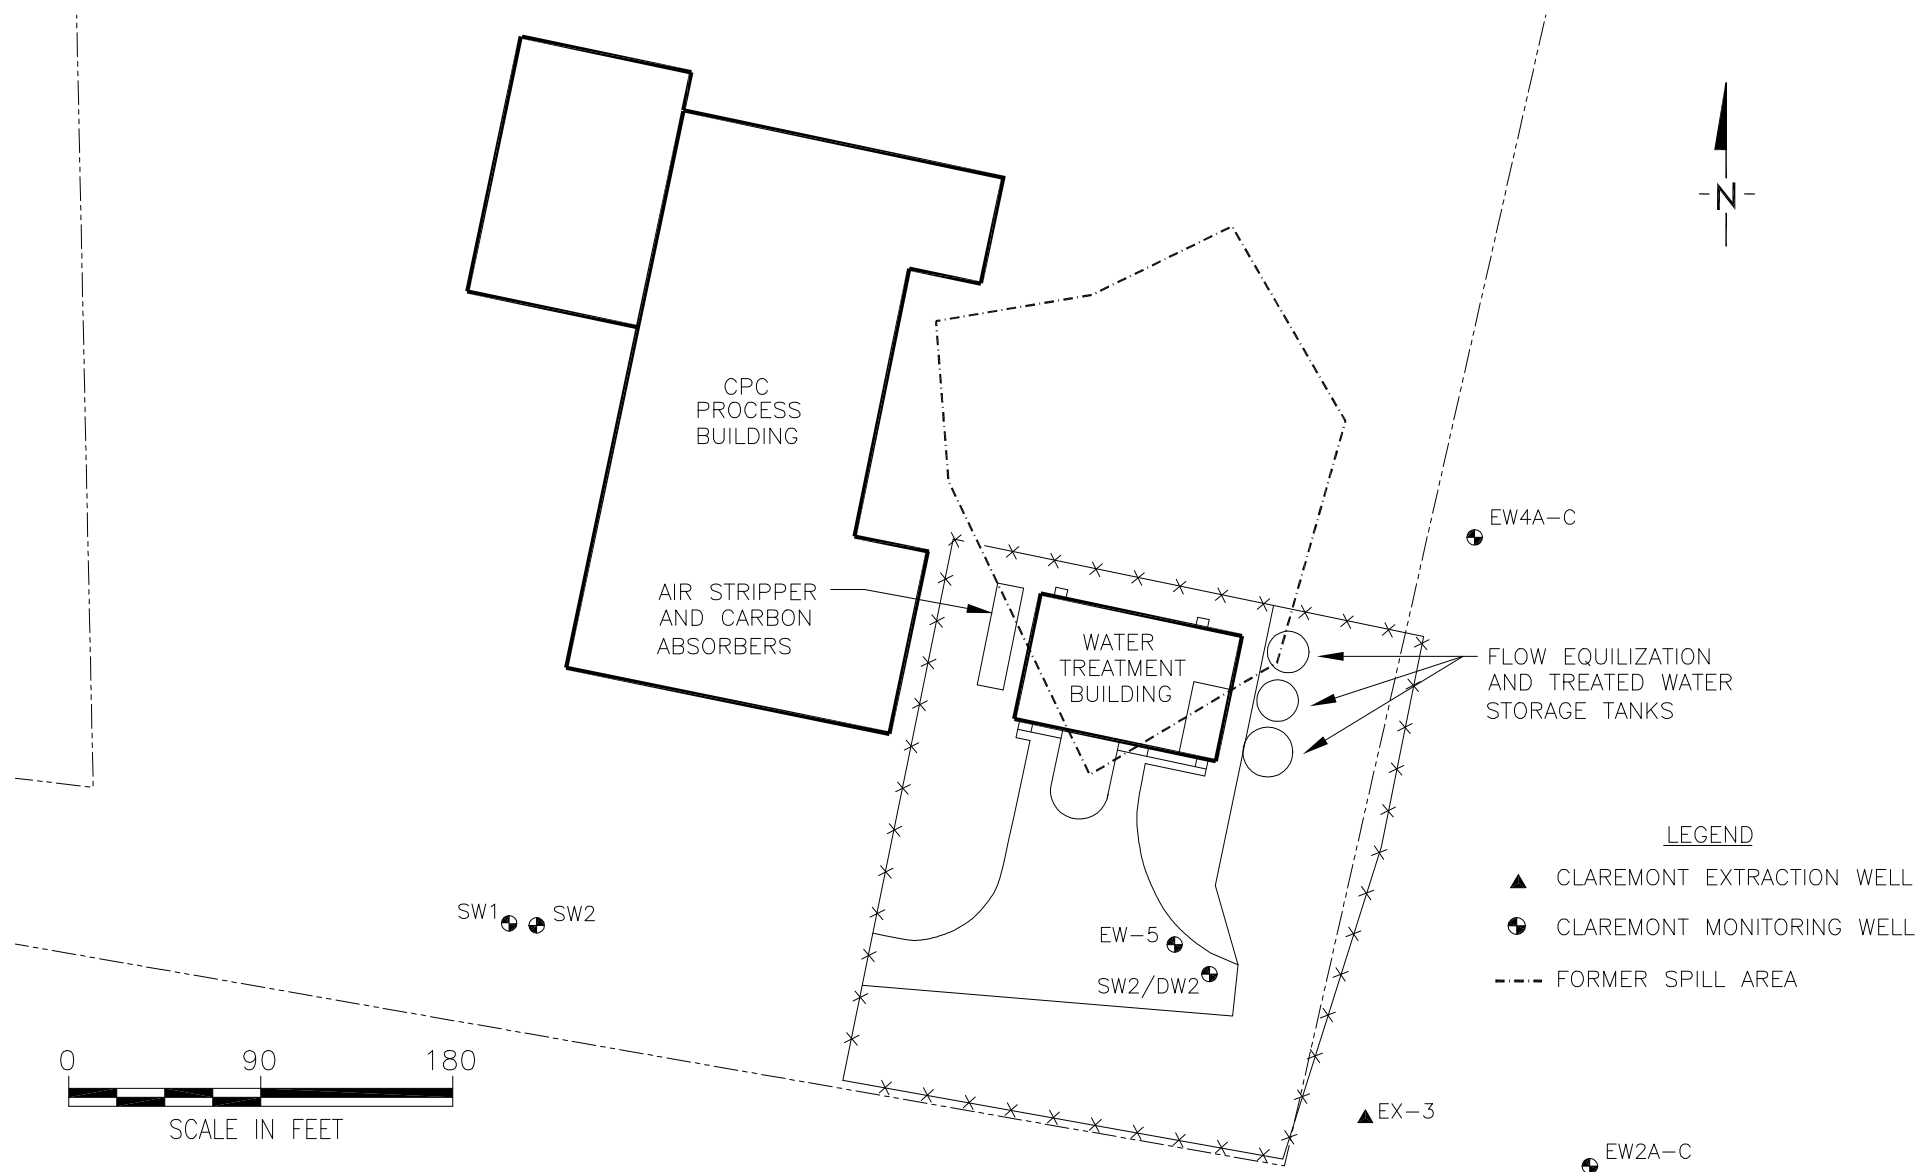 N
CPC
PROCESS
BUILDING
EW4A-C
AIR STRIPPER
AND CARBON
ABSORBERS
WATER
TREATMENT
BUILDING
FLOW EQUILIZATION
AND TREATED WATER
STORAGE TANKS
LEGEND
CLAREMONT EXTRACTION WELL
CLAREMONT MONITORING WELL
FORMER SPILL AREA
SW1
SW2
EW-5
SW2/DW2
0 90 180
SCALE IN FEET
EX-3
EW2A-C